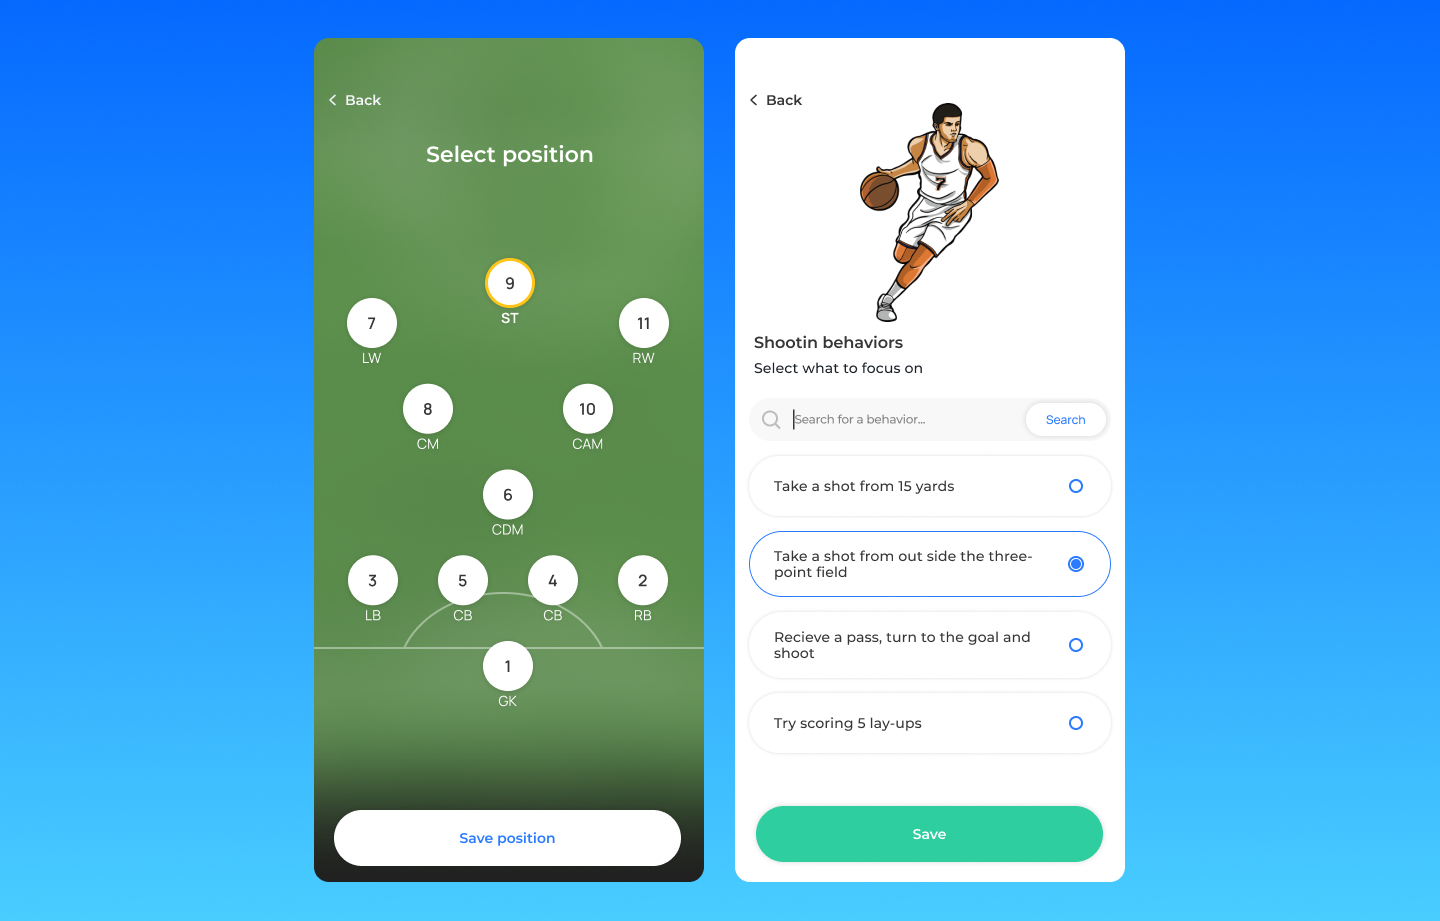 Back
Select position
9
ST
7
LW
11
RW
8
CM
10
CAM
6
CDM
3
LB
5
CB
4
CB
2
RB
1
GK
Save position
Back
7
Shootin behaviors
Select what to focus on
Search for a behavior...
Search
Take a shot from 15 yards
Take a shot from out side the three-
point field
Recieve a pass, turn to the goal and
shoot
Try scoring 5 lay-ups
Save